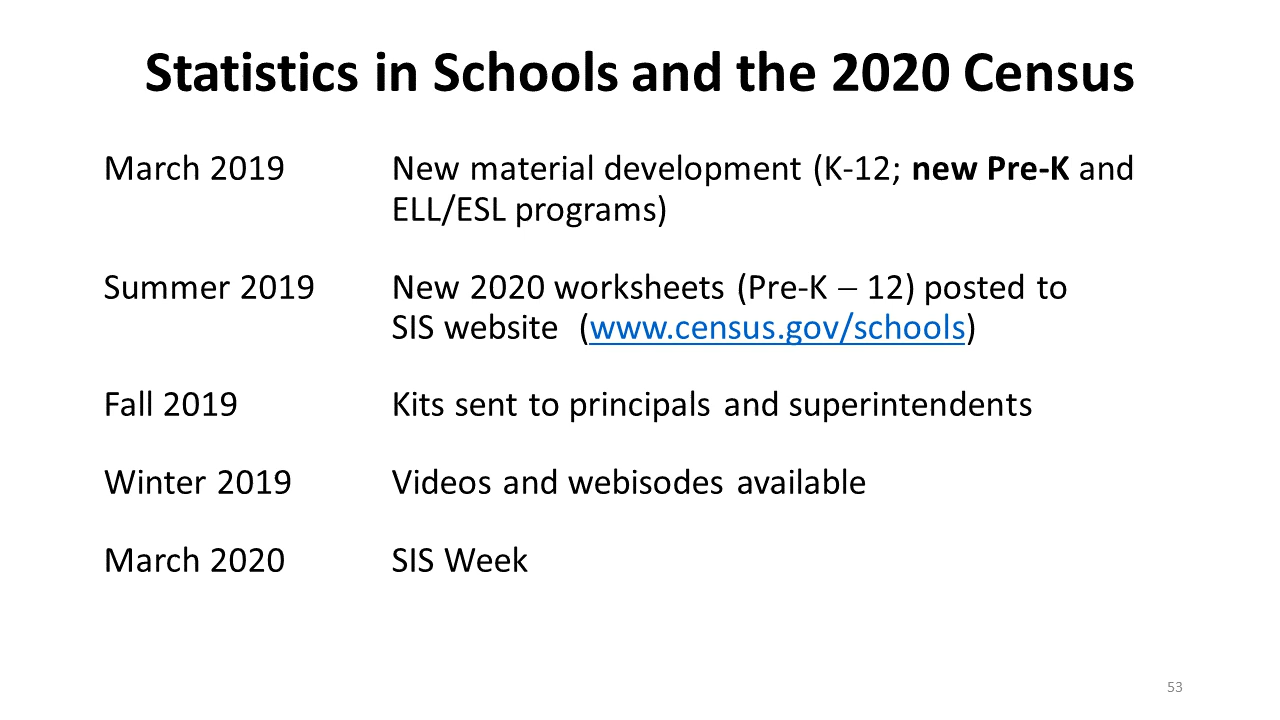 Statistics in Schools and the 2020 Census
March 2019 New material development (K-12; new Pre-K and
ELL/ESL programs)
Summer 2019 New 2020 worksheets (Pre-K – 12) posted to
SIS website (www.census.gov/schools)
Fall 2019 Kits sent to principals and superintendents
Winter 2019 Videos and webisodes available
March 2020 SIS Week
53